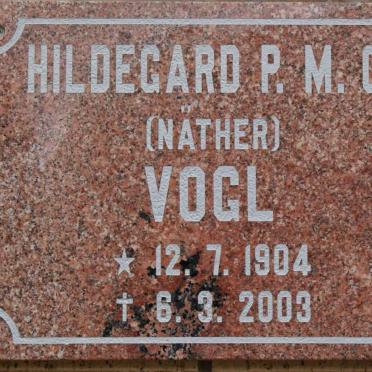 HILDEGARD P. M.
(NÄTHER)
VOGL
★ 12. 7. 1904
† 6. 3. 2003